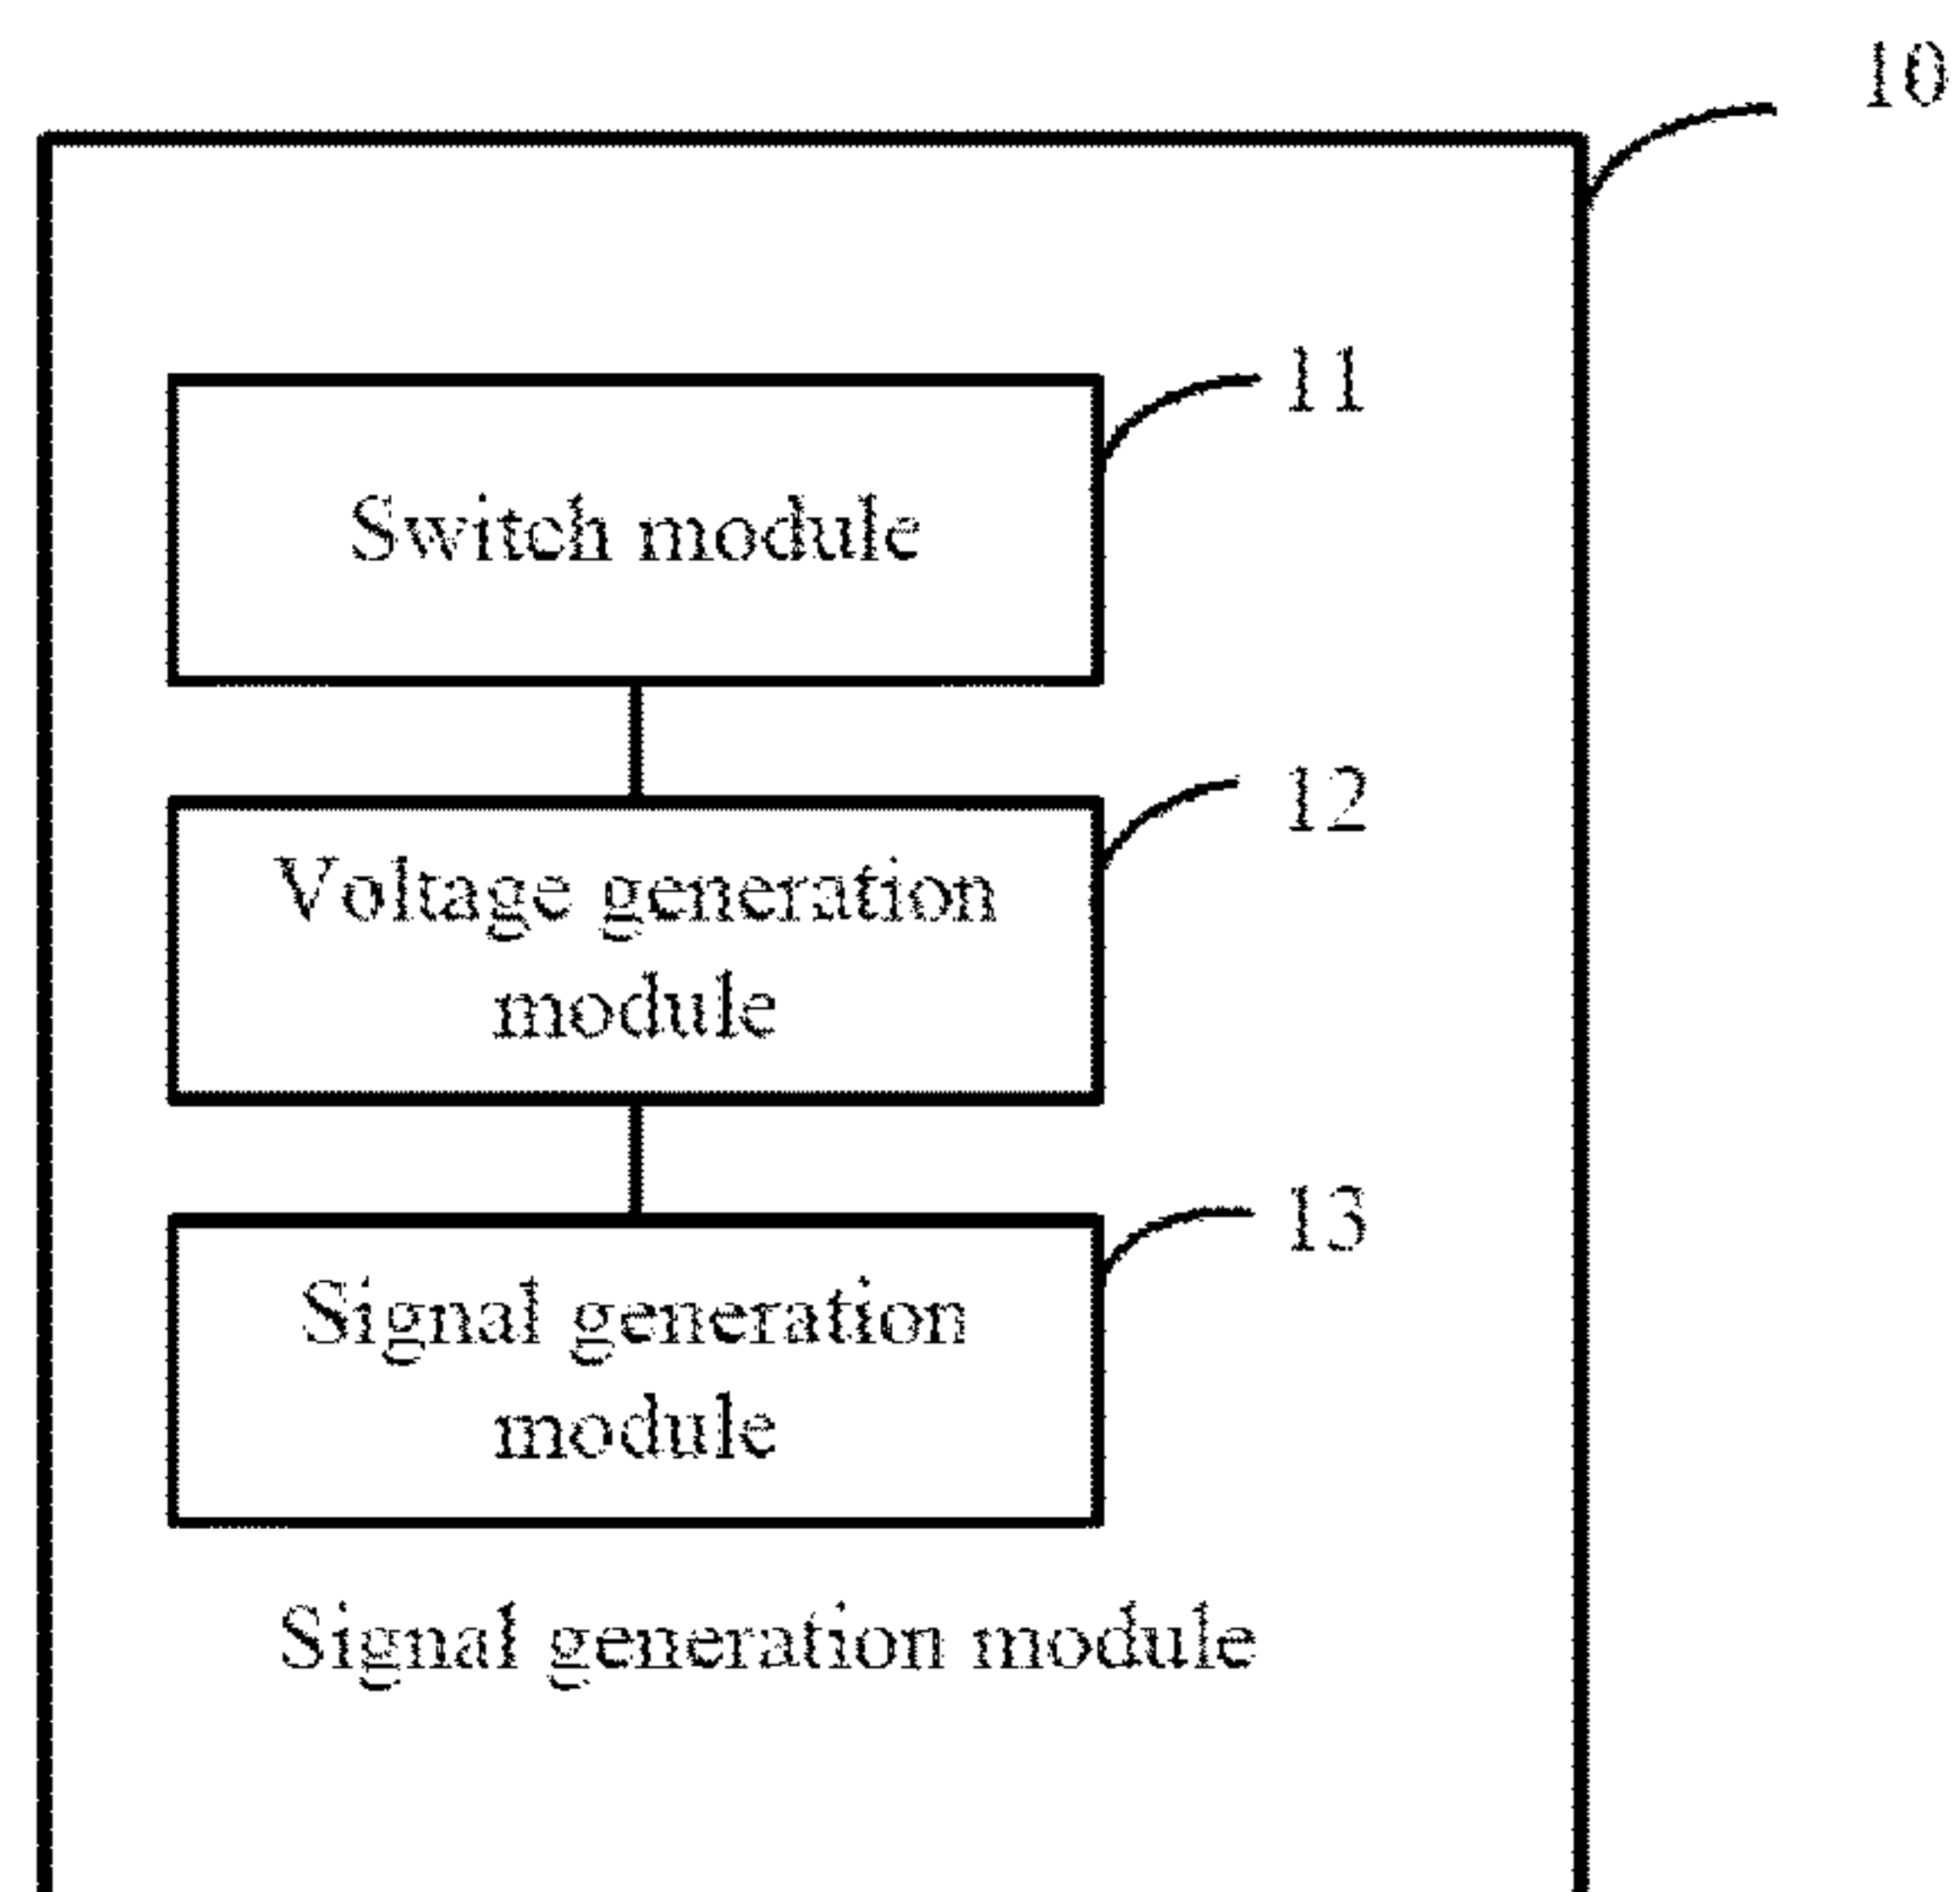 10
11
Switch module
12
Voltage generation
module
13
Signal generation
module
Signal generation module